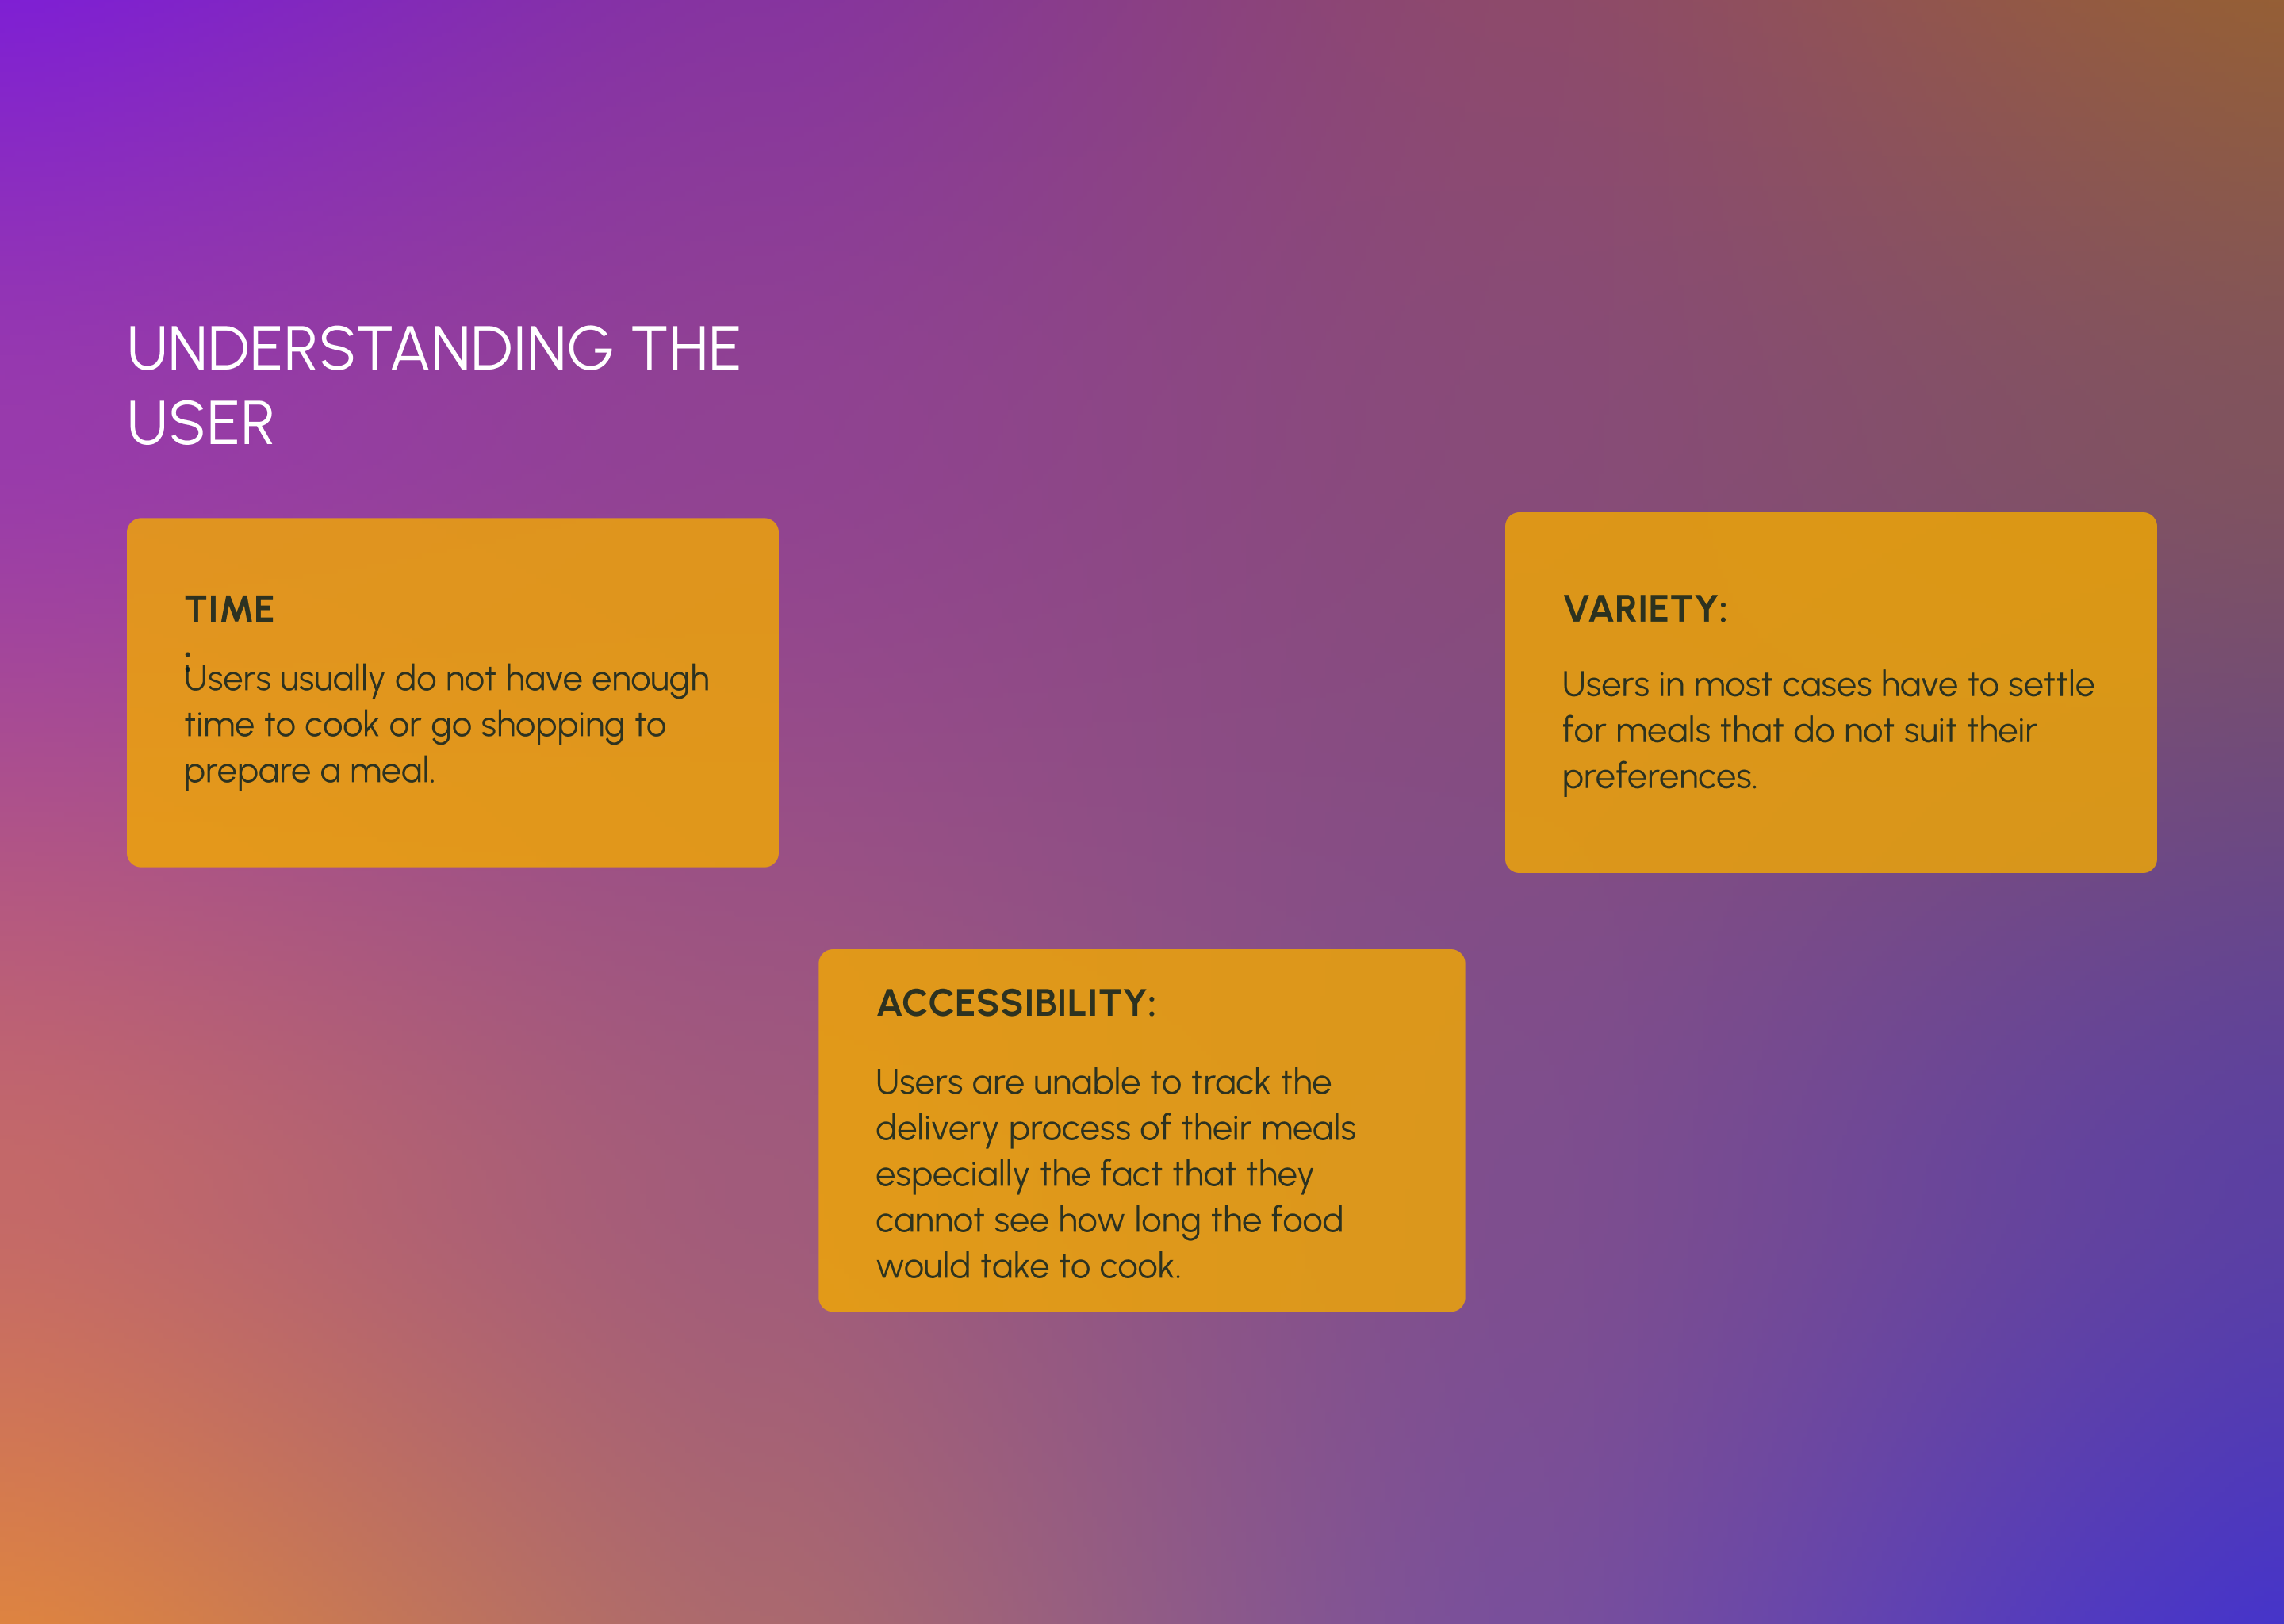 UNDERSTANDING THE
USER
TIME
:
Users usually do not have enough
time to cook or go shopping to
prepare a meal.
VARIETY:
Users in most cases have to settle
for meals that do not suit their
preferences.
ACCESSIBILITY:
Users are unable to track the
delivery process of their meals
especially the fact that they
cannot see how long the food
would take to cook.